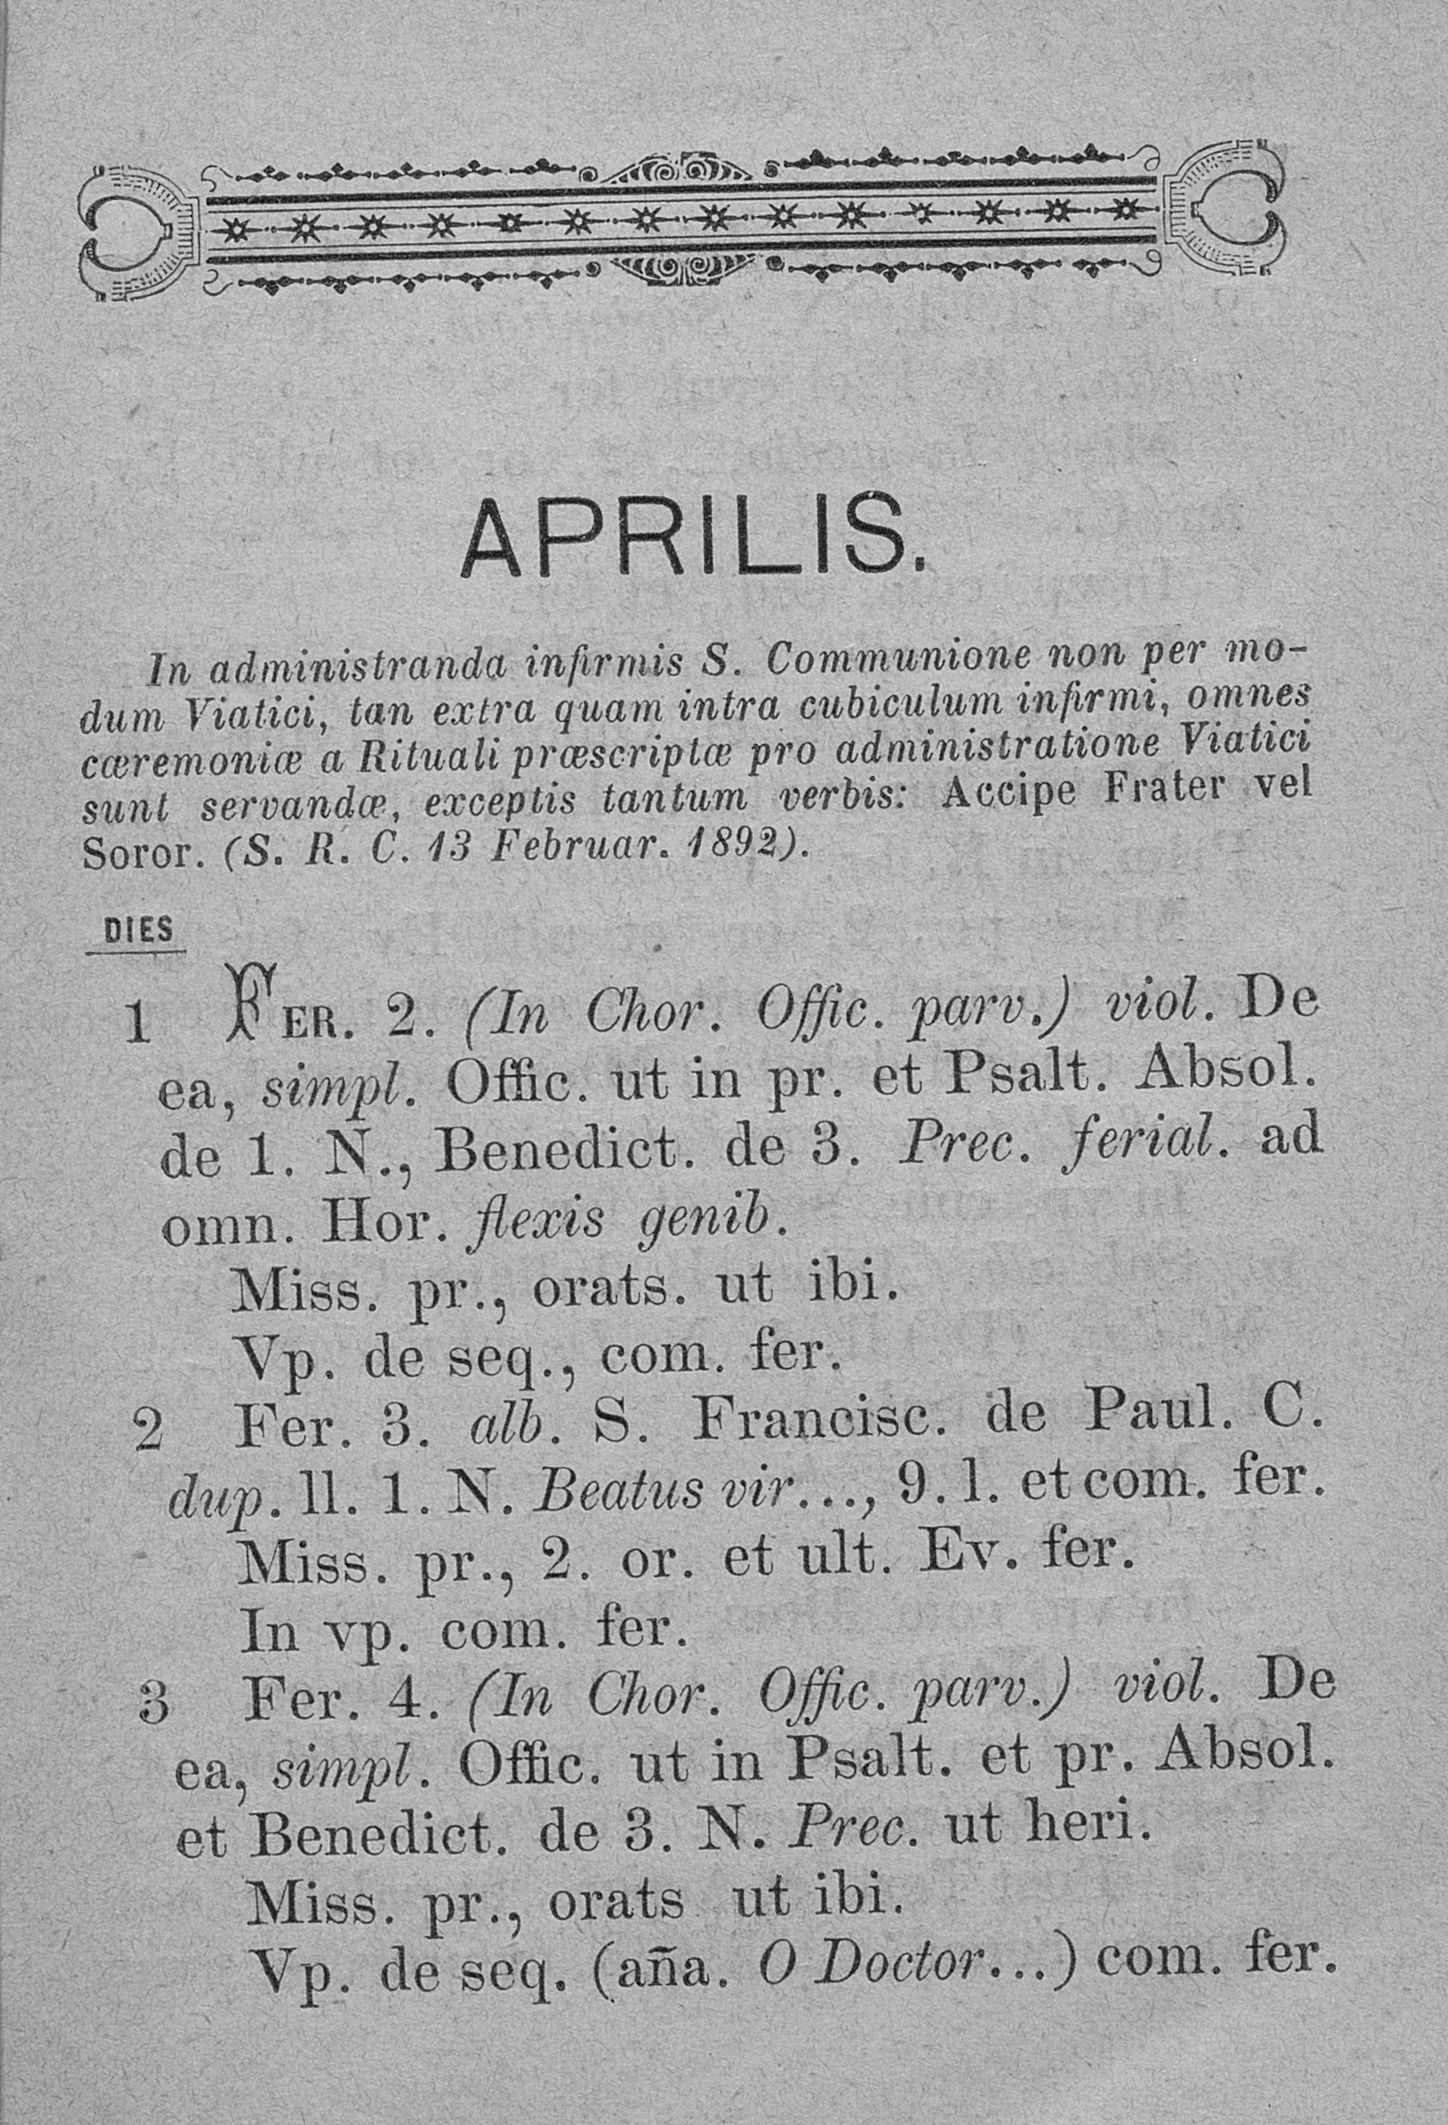 APRILIS.
In administranda infirmis S. Communione non per mo-
dum Viatici, tan extra quam intra cubiculum infirmi, omnes
cæremoniæ a Rituali præscriptæ pro administratione Viatici
sunt servandæ, exceptis tantum verbis: Accipe Frater vel
Soror. (S. R. C. 13 Februar. 1892).
DIES
1 FER. 2. (In Chor. Offic. parv.) viol. De
ea, simpl. Offic. ut in pr. et Psalt. Absol.
de 1. N., Benedict. de 3. Prec. ferial. ad
omn. Hor. flexis genib.
Miss. pr., orats. ut ibi.
Vp. de seq., com. fer.
2 Fer. 3. alb. S. Francisc. de Paul. C.
dup. ll. 1. N. Beatus vir..., 9. l. et com. fer.
Miss. pr., 2. or. et ult. Ev. fer.
In vp. com. fer.
3 Fer. 4. (In Chor. Offic. parv.) viol. De
ea, simpl. Offic. ut in Psalt. et pr. Absol.
et Benedict. de 3. N. Prec. ut heri.
Miss. pr., orats ut ibi.
Vp. de seq. (aña. O Doctor...) com. fer.